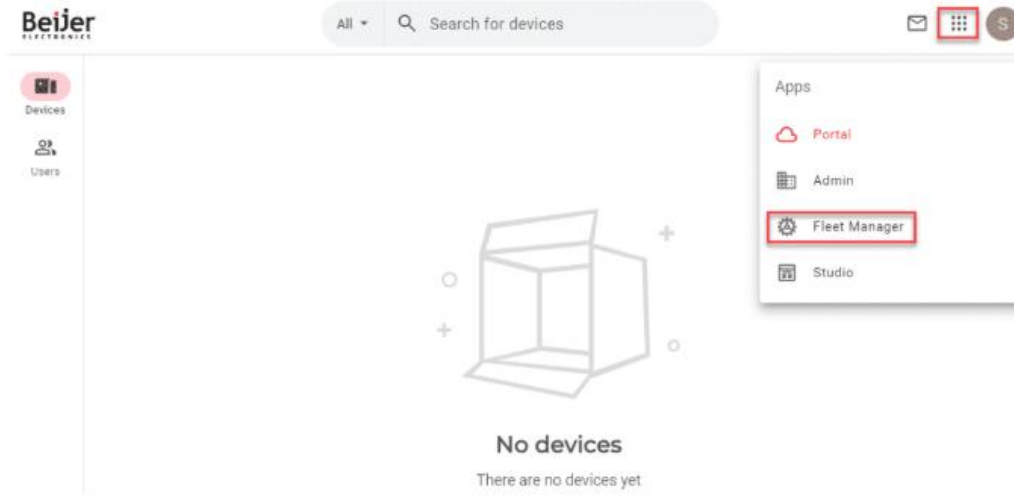 Beijer
ELECTRONICS
All
Search for devices
S
Devices
Users
Apps
Portal
Admin
Fleet Manager
Studio
No devices
There are no devices yet